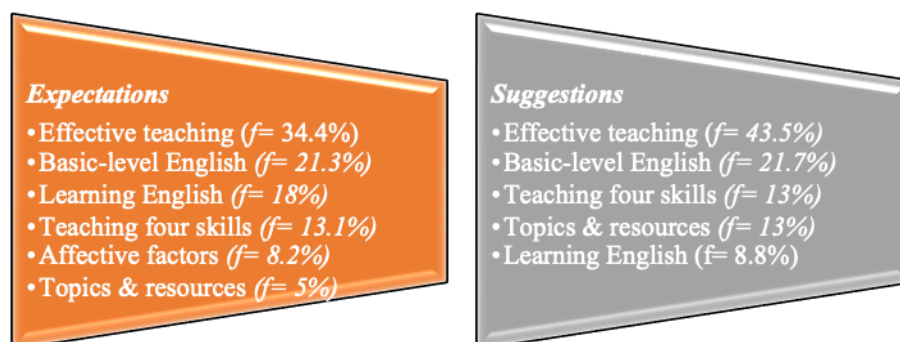 Expectations
•Effective teaching (f= 34.4%)
•Basic-level English (f= 21.3%)
•Learning English (f= 18%)
•Teaching four skills (f= 13.1%)
•Affective factors (f= 8.2%)
•Topics & resources (f= 5%)
Suggestions
•Effective teaching (f= 43.5%)
•Basic-level English (f= 21.7%)
•Teaching four skills (f= 13%)
•Topics & resources (f= 13%)
•Learning English (f= 8.8%)